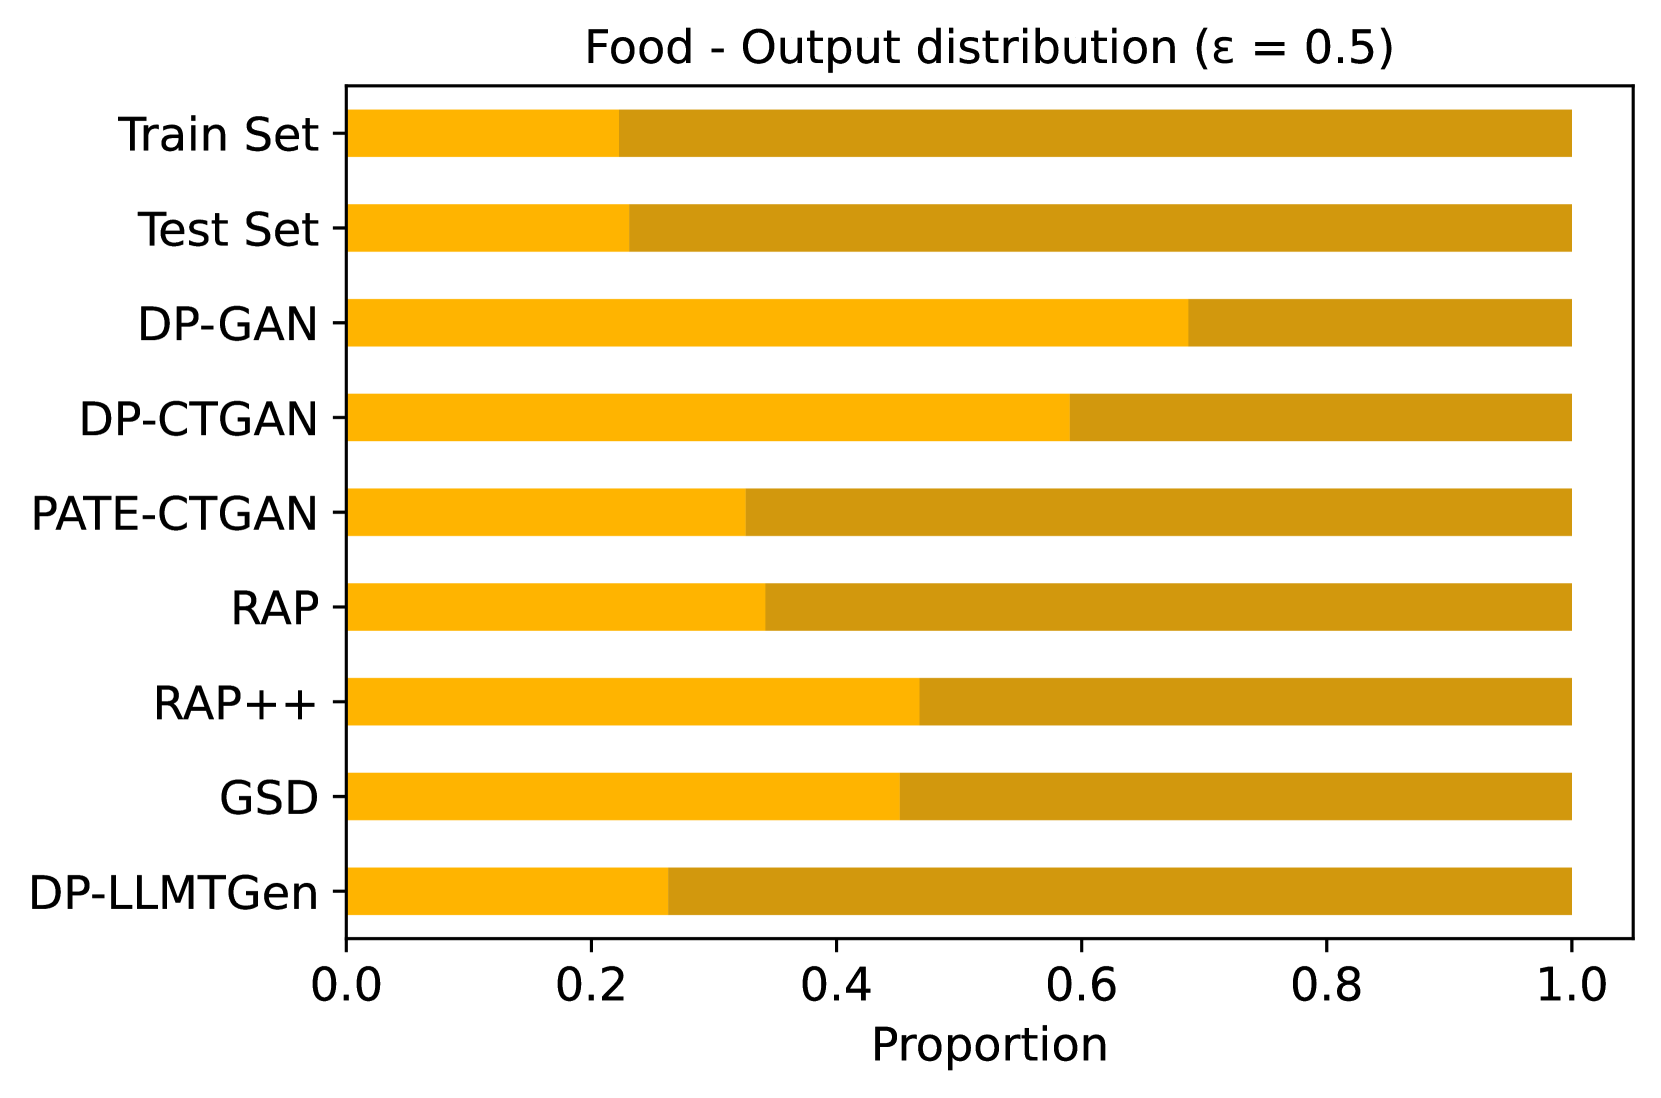 Food - Output distribution (ε = 0.5)
Train Set
Test Set
DP-GAN
DP-CTGAN
PATE-CTGAN
RAP
RAP++
GSD
DP-LLMTGen
0.0 0.2 0.4 0.6 0.8 1.0
Proportion